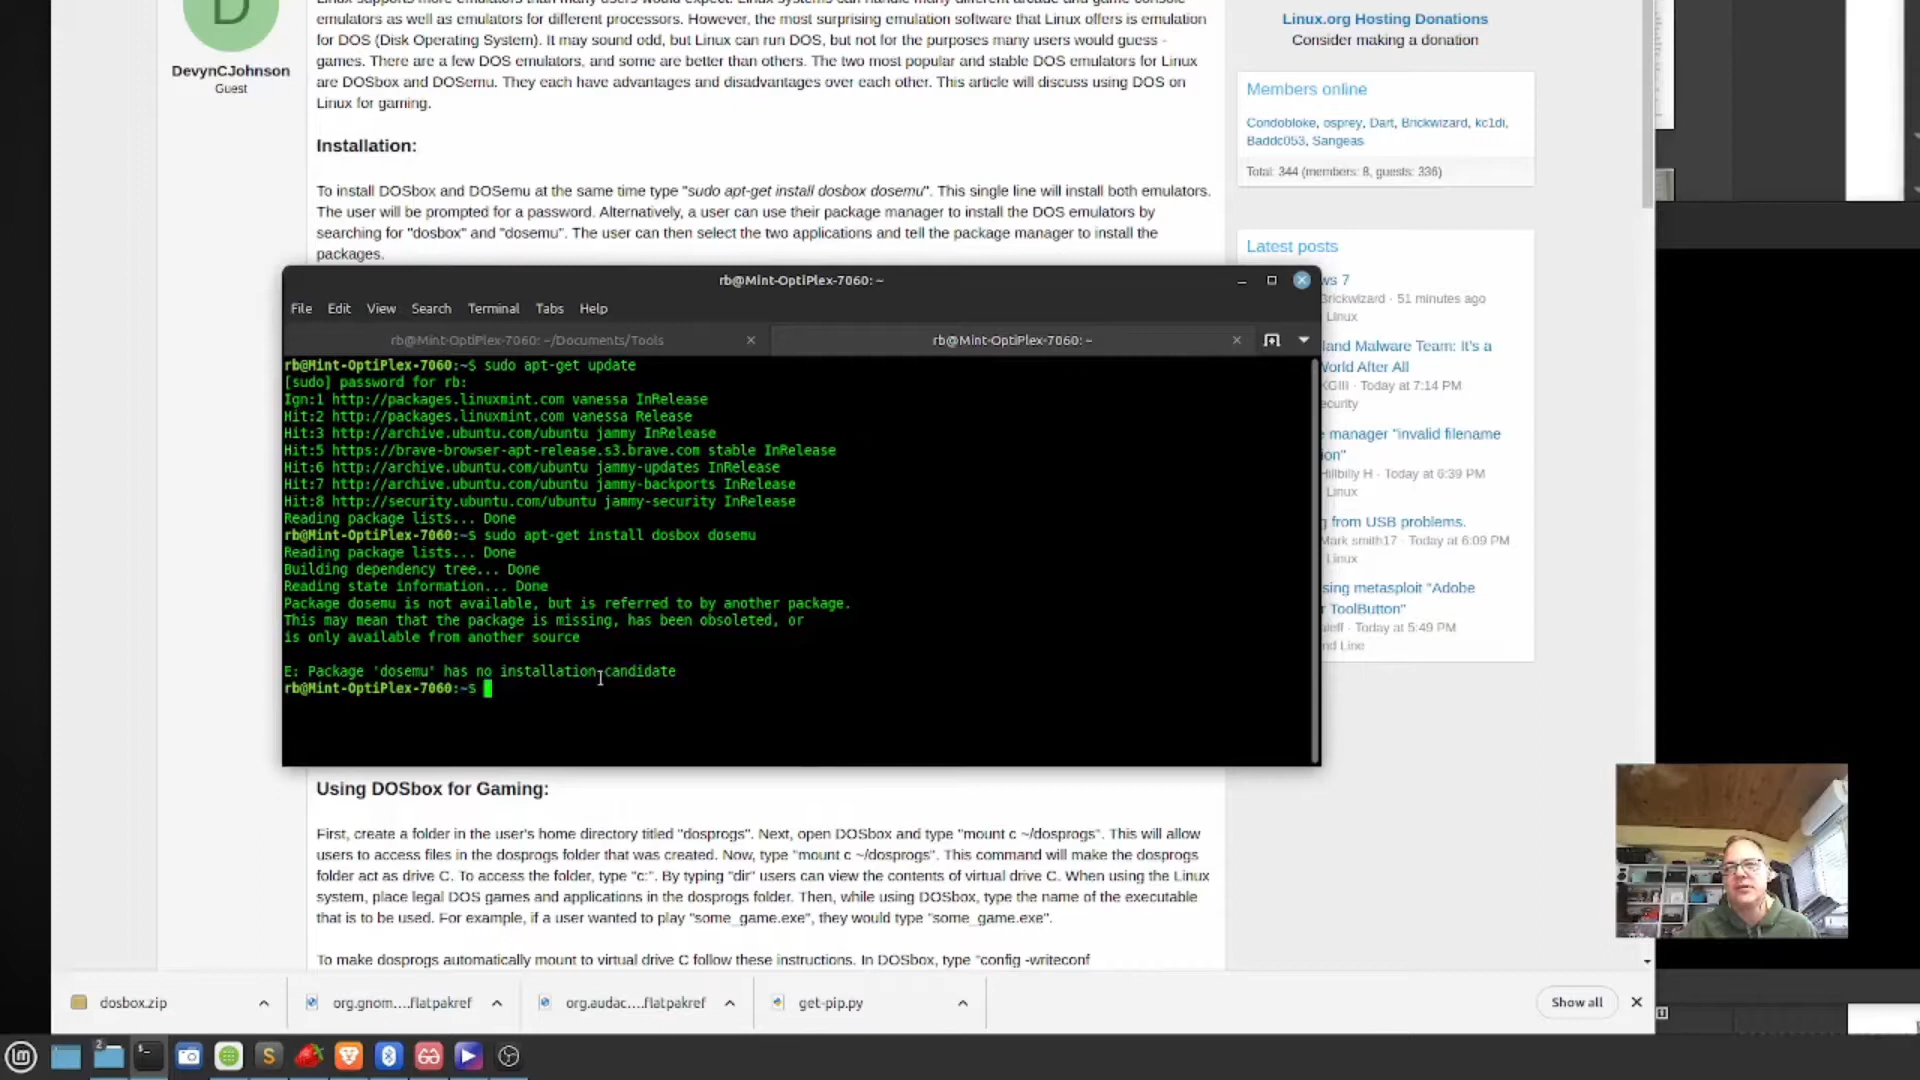 Linux supports more emulators than many users would expect. Linux systems can handle many different arcade and game console
emulators as well as emulators for different processors. However, the most surprising emulation software that Linux offers is emulation
for DOS (Disk Operating System). It may sound odd, but Linux can run DOS, but not for the purposes many users would guess -
games. There are a few DOS emulators, and some are better than others. The two most popular and stable DOS emulators for Linux
are DOSbox and DOSemu. They each have advantages and disadvantages over each other. This article will discuss using DOS on
Linux for gaming.
D
DevynCJohnson
Guest
Installation:
To install DOSbox and DOSemu at the same time type "sudo apt-get install dosbox dosemu". This single line will install both emulators.
The user will be prompted for a password. Alternatively, a user can use their package manager to install the DOS emulators by
searching for "dosbox" and "dosemu". The user can then select the two applications and tell the package manager to install the
packages.
Linux.org Hosting Donations
Consider making a donation
Members online
Condobloke, osprey, Dart, Brickwizard, kc1di,
Baddc053, Sangeas
Total: 344 (members: 8, guests: 336)
Latest posts
ws 7
Brickwizard · 51 minutes ago
Linux
land Malware Team: It's a
World After All
KGIII · Today at 7:14 PM
ecurity
e manager "invalid filename
on"
Hillbilly H · Today at 6:39 PM
Linux
g from USB problems.
Mark smith17 · Today at 6:09 PM
Linux
sing metasploit "Adobe
r ToolButton"
· Today at 5:49 PM
nd Line
rb@Mint-OptiPlex-7060: ~
File Edit View Search Terminal Tabs Help
rb@Mint-OptiPlex-7060: ~/Documents/Tools
rb@Mint-OptiPlex-7060: ~
rb@Mint-OptiPlex-7060:~$ sudo apt-get update
[sudo] password for rb:
Ign:1 http://packages.linuxmint.com vanessa InRelease
Hit:2 http://packages.linuxmint.com vanessa Release
Hit:3 http://archive.ubuntu.com/ubuntu jammy InRelease
Hit:5 https://brave-browser-apt-release.s3.brave.com stable InRelease
Hit:6 http://archive.ubuntu.com/ubuntu jammy-updates InRelease
Hit:7 http://archive.ubuntu.com/ubuntu jammy-backports InRelease
Hit:8 http://security.ubuntu.com/ubuntu jammy-security InRelease
Reading package lists... Done
rb@Mint-OptiPlex-7060:~$ sudo apt-get install dosbox dosemu
Reading package lists... Done
Building dependency tree... Done
Reading state information... Done
Package dosemu is not available, but is referred to by another package.
This may mean that the package is missing, has been obsoleted, or
is only available from another source
E: Package 'dosemu' has no installation candidate
rb@Mint-OptiPlex-7060:~$
Using DOSbox for Gaming:
First, create a folder in the user's home directory titled "dosprogs". Next, open DOSbox and type "mount c ~/dosprogs". This will allow
users to access files in the dosprogs folder that was created. Now, type "mount c ~/dosprogs". This command will make the dosprogs
folder act as drive C. To access the folder, type "c:". By typing "dir" users can view the contents of virtual drive C. When using the Linux
system, place legal DOS games and applications in the dosprogs folder. Then, while using DOSbox, type the name of the executable
that is to be used. For example, if a user wanted to play "some_game.exe", they would type "some_game.exe".
To make dosprogs automatically mount to virtual drive C follow these instructions. In DOSbox, type "config -writeconf
dosbox.zip
org.gnom....flatpakref
org.audac....flatpakref
get-pip.py
Show all
2
S